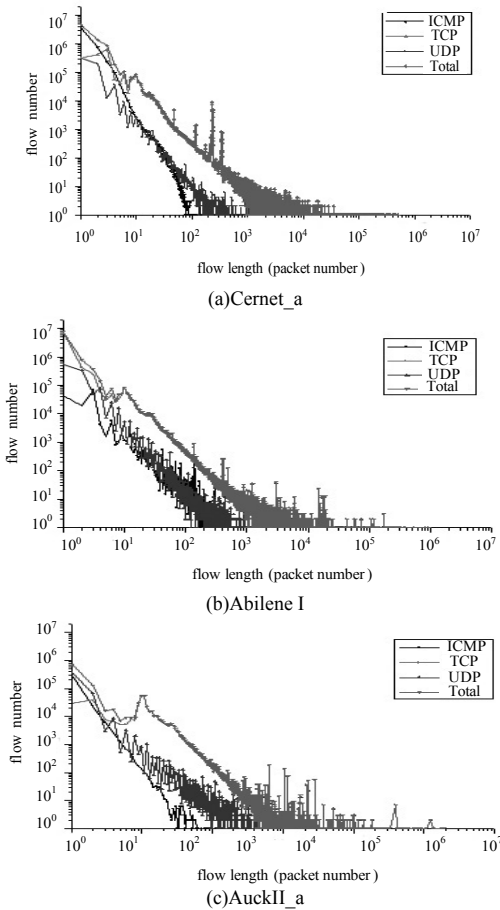 10^7
10^6
10^5
10^4
10^3
10^2
10^1
10^0
flow number
ICMP
TCP
UDP
Total
10^0 10^1 10^2 10^3 10^4 10^5 10^6 10^7
flow length (packet number )
(a)Cernet_a
10^7
10^6
10^5
10^4
10^3
10^2
10^1
10^0
flow number
ICMP
TCP
UDP
Total
10^0 10^1 10^2 10^3 10^4 10^5 10^6 10^7
flow length (packet number )
(b)Abilene I
10^7
10^6
10^5
10^4
10^3
10^2
10^1
10^0
flow number
ICMP
TCP
UDP
Total
10^0 10^1 10^2 10^3 10^4 10^5 10^6 10^7
flow length (packet number )
(c)AuckII_a